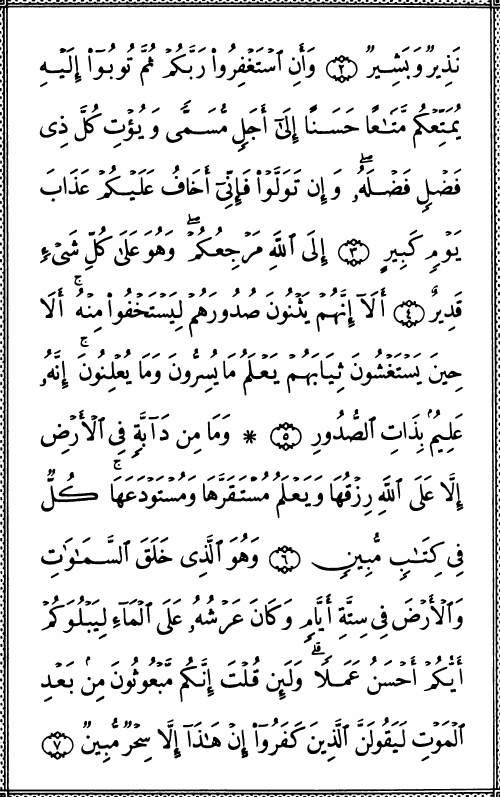 نَذِيرٌ وَبَشِيرٌ ٢ وَأَنِ ٱسْتَغْفِرُوا۟ رَبَّكُمْ ثُمَّ تُوبُوٓا۟ إِلَيْهِ
يُمَتِّعْكُم مَّتَـٰعًا حَسَنًا إِلَىٰٓ أَجَلٍ مُّسَمًّى وَيُؤْتِ كُلَّ ذِى
فَضْلٍ فَضْلَهُۥ ۖ وَإِن تَوَلَّوْا۟ فَإِنِّىٓ أَخَافُ عَلَيْكُمْ عَذَابَ
يَوْمٍ كَبِيرٍ ٣ إِلَى ٱللَّهِ مَرْجِعُكُمْ ۖ وَهُوَ عَلَىٰ كُلِّ شَىْءٍ
قَدِيرٌ ٤ أَلَآ إِنَّهُمْ يَثْنُونَ صُدُورَهُمْ لِيَسْتَخْفُوا۟ مِنْهُ ۚ أَلَا
حِينَ يَسْتَغْشُونَ ثِيَابَهُمْ يَعْلَمُ مَا يُسِرُّونَ وَمَا يُعْلِنُونَ ۚ إِنَّهُۥ
عَلِيمٌۢ بِذَاتِ ٱلصُّدُورِ ٥ * وَمَا مِن دَآبَّةٍ فِى ٱلْأَرْضِ
إِلَّا عَلَى ٱللَّهِ رِزْقُهَا وَيَعْلَمُ مُسْتَقَرَّهَا وَمُسْتَوْدَعَهَا ۚ كُلٌّ
فِى كِتَـٰبٍ مُّبِينٍ ٦ وَهُوَ ٱلَّذِى خَلَقَ ٱلسَّمَـٰوَٰتِ
وَٱلْأَرْضَ فِى سِتَّةِ أَيَّامٍ وَكَانَ عَرْشُهُۥ عَلَى ٱلْمَآءِ لِيَبْلُوَكُمْ
أَيُّكُمْ أَحْسَنُ عَمَلًا ۗ وَلَئِن قُلْتَ إِنَّكُم مَّبْعُوثُونَ مِنۢ بَعْدِ
ٱلْمَوْتِ لَيَقُولَنَّ ٱلَّذِينَ كَفَرُوٓا۟ إِنْ هَـٰذَآ إِلَّا سِحْرٌ مُّبِينٌ ٧